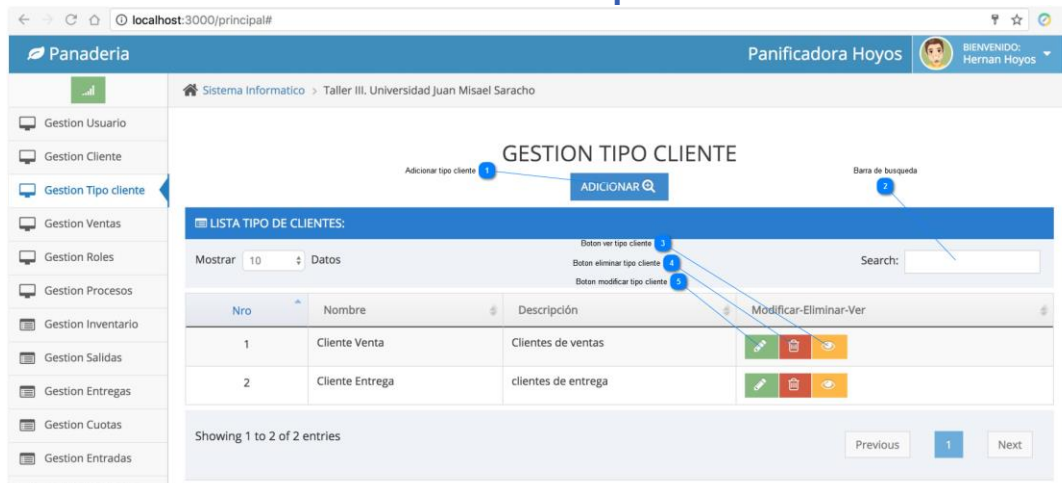 localhost:3000/principal#
Panaderia
Panificadora Hoyos
BIENVENIDO:
Hernan Hoyos
Sistema Informatico > Taller III. Universidad Juan Misael Saracho
Gestion Usuario
Gestion Cliente
Gestion Tipo cliente
Gestion Ventas
Gestion Roles
Gestion Procesos
Gestion Inventario
Gestion Salidas
Gestion Entregas
Gestion Cuotas
Gestion Entradas
GESTION TIPO CLIENTE
Adicionar tipo cliente 1
ADICIONAR
Barra de busqueda
2
LISTA TIPO DE CLIENTES:
Boton ver tipo cliente 3
Mostrar 10 Datos
Boton eliminar tipo cliente 4
Search:
Boton modificar tipo cliente 5
Nro Nombre Descripción Modificar-Eliminar-Ver
1 Cliente Venta Clientes de ventas
2 Cliente Entrega clientes de entrega
Showing 1 to 2 of 2 entries
Previous 1 Next